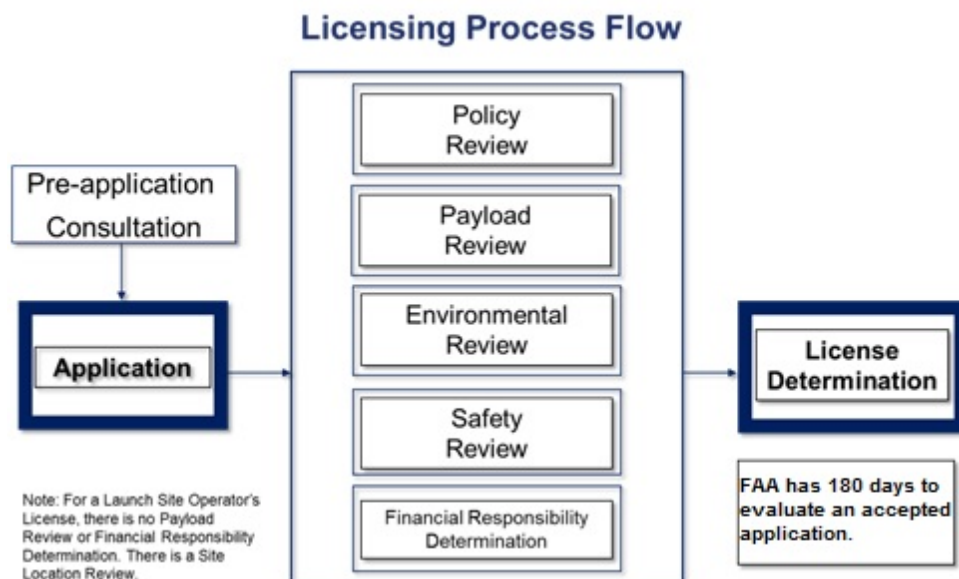 Licensing Process Flow
Pre-application
Consultation
Application
Note: For a Launch Site Operator's
License, there is no Payload
Review or Financial Responsibility
Determination. There is a Site
Location Review.
Policy
Review
Payload
Review
Environmental
Review
Safety
Review
Financial Responsibility
Determination
License
Determination
FAA has 180 days to
evaluate an accepted
application.